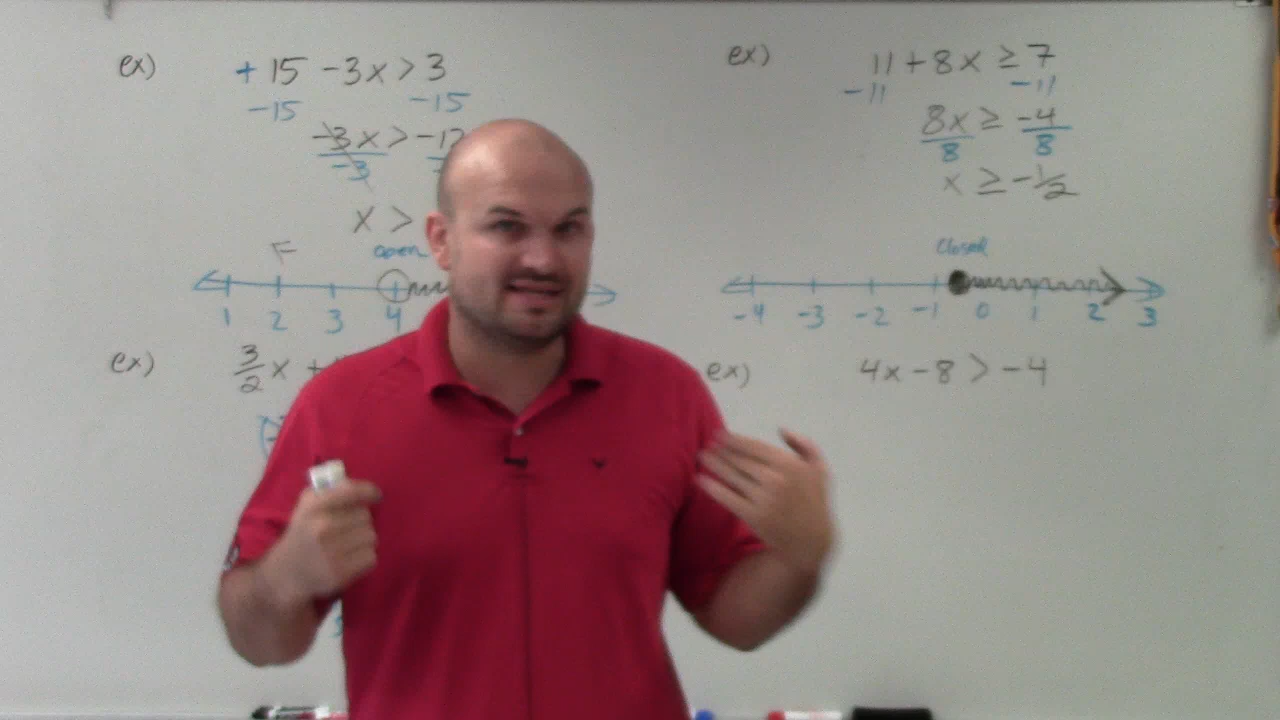 ex) + 15 - 3x > 3
-15 -15
-3x > -12
-3
x >
F open
1 2 3 4
ex) 3/2 x +
ex) 11 + 8x ≥ 7
-11 -11
8x ≥ -4
8 8
x ≥ -1/2
Closed
-4 -3 -2 -1 0 1 2 3
ex) 4x - 8 > -4